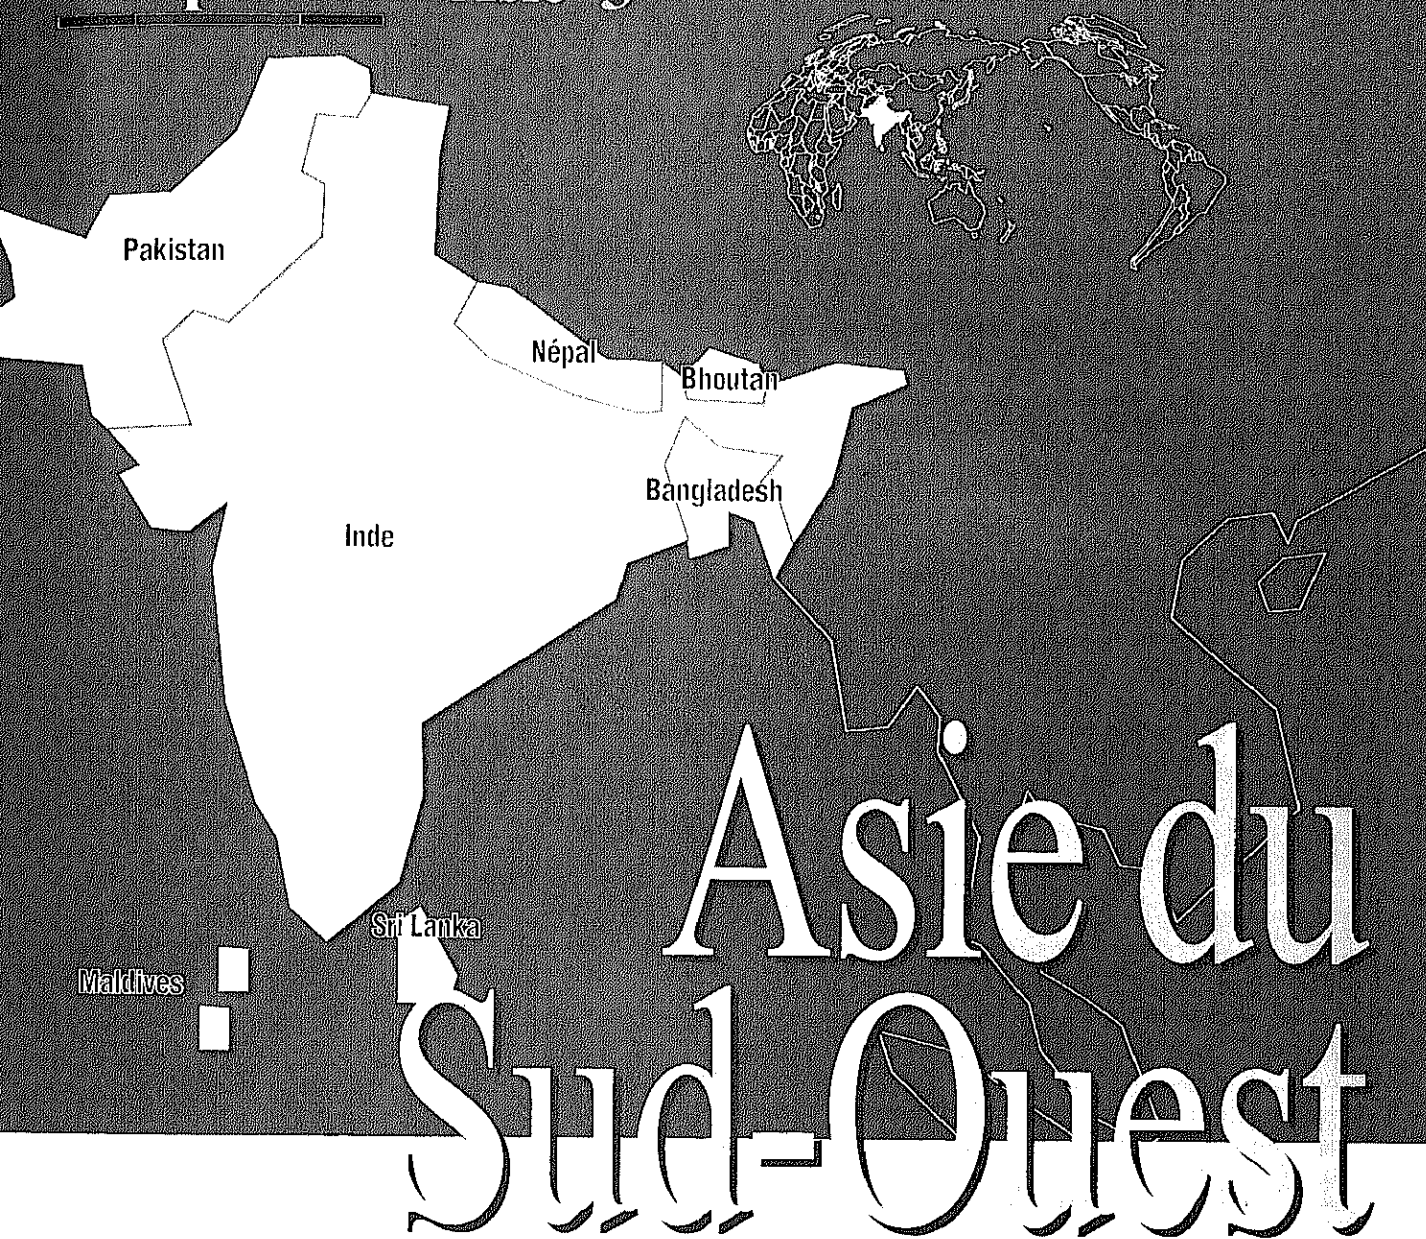 Pakistan
Népal
Bhoutan
Bangladesh
Inde
Sri Lanka
Maldives
Asie du
Sud-Ouest